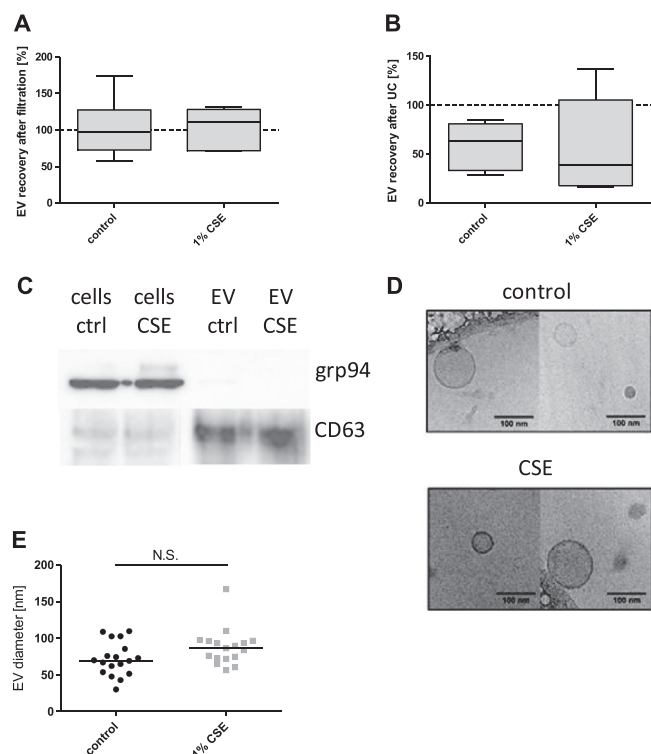 A
EV recovery after filtration [%]
200
150
100
50
0
control
1% CSE
B
EV recovery after UC [%]
150
100
50
0
control
1% CSE
C
cells ctrl
cells CSE
EV ctrl
EV CSE
grp94
CD63
D
control
100 nm
100 nm
CSE
100 nm
100 nm
E
N.S.
EV diameter [nm]
200
150
100
50
0
control
1% CSE